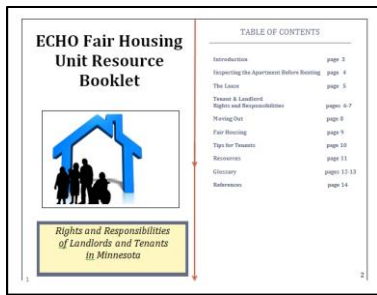 ECHO Fair Housing
Unit Resource
Booklet
Rights and Responsibilities
of Landlords and Tenants
in Minnesota
1
TABLE OF CONTENTS
Introduction page 3
Inspecting the Apartment Before Renting page 4
The Lease page 5
Tenant & Landlord
Rights and Responsibilities pages 6-7
Moving Out page 8
Fair Housing page 9
Tips for Tenants page 10
Resources page 11
Glossary pages 12-13
References page 14
2